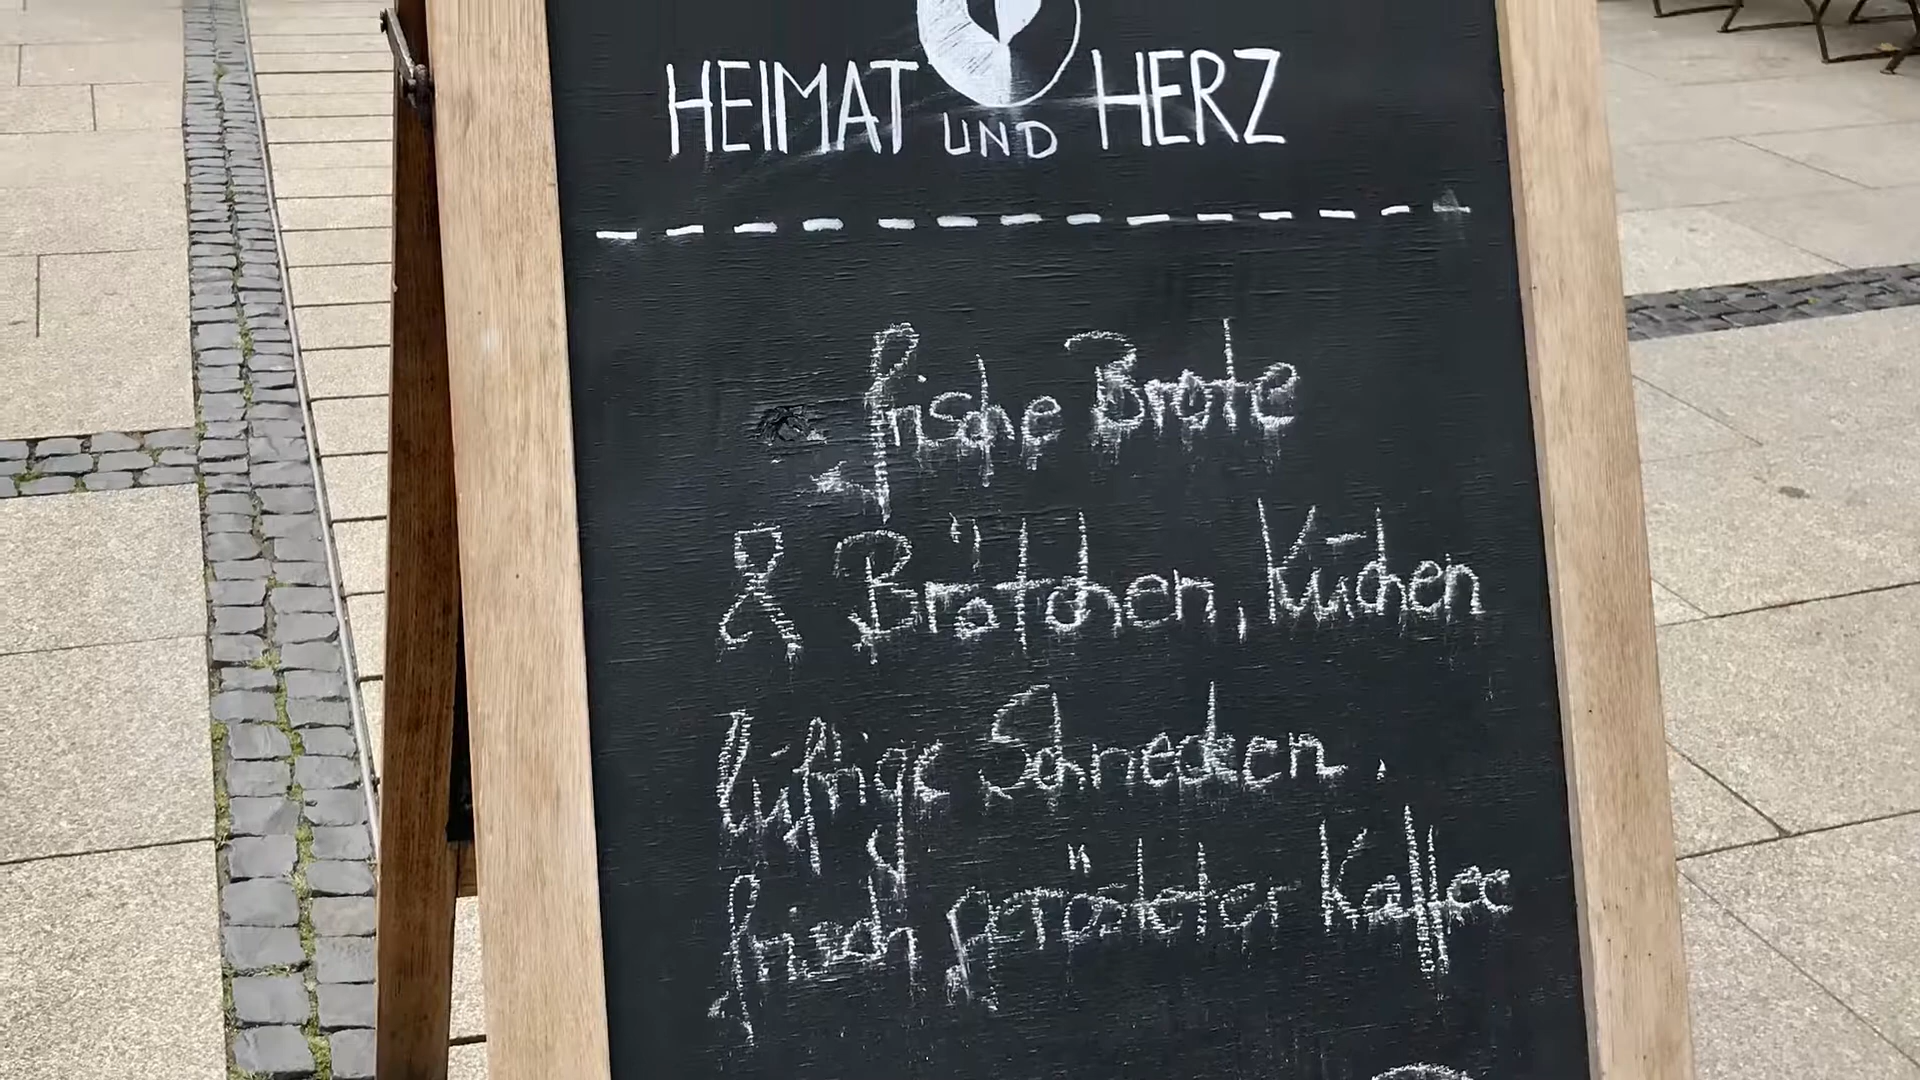 HEIMAT UND HERZ
frische Brote
& Brötchen, Kuchen
luftige Schnecken.
frisch gerösteter Kaffee